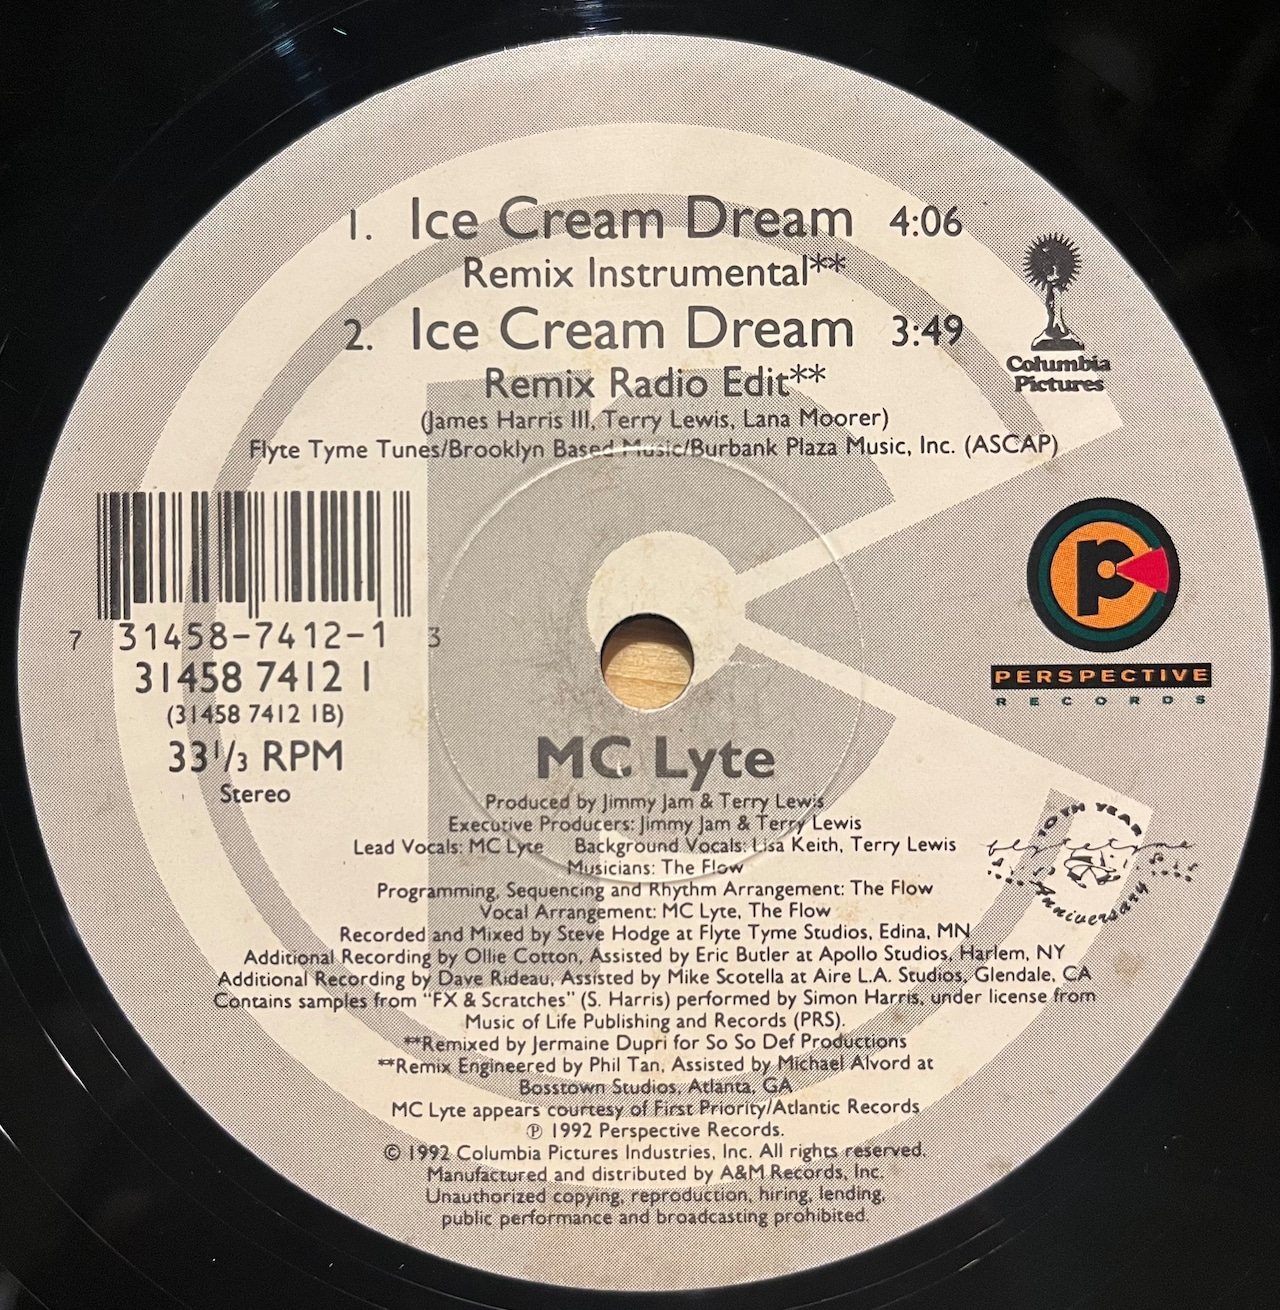 1. Ice Cream Dream 4:06
Remix Instrumental**
2. Ice Cream Dream 3:49
Remix Radio Edit**
(James Harris III, Terry Lewis, Lana Moorer)
Flyte Tyme Tunes/Brooklyn Based Music/Burbank Plaza Music, Inc. (ASCAP)
Columbia
Pictures
7 31458-7412-1 3
31458 7412 1
(31458 7412 1B)
33 1/3 RPM
Stereo
PERSPECTIVE
RECORDS
MC Lyte
Produced by Jimmy Jam & Terry Lewis
Executive Producers: Jimmy Jam & Terry Lewis
Lead Vocals: MC Lyte Background Vocals: Lisa Keith, Terry Lewis
Musicians: The Flow
Programming, Sequencing and Rhythm Arrangement: The Flow
Vocal Arrangement: MC Lyte, The Flow
Recorded and Mixed by Steve Hodge at Flyte Tyme Studios, Edina, MN
Additional Recording by Ollie Cotton, Assisted by Eric Butler at Apollo Studios, Harlem, NY
Additional Recording by Dave Rideau, Assisted by Mike Scotella at Aire L.A. Studios, Glendale, CA
Contains samples from "FX & Scratches" (S. Harris) performed by Simon Harris, under license from
Music of Life Publishing and Records (PRS).
**Remixed by Jermaine Dupri for So So Def Productions
**Remix Engineered by Phil Tan, Assisted by Michael Alvord at
Bosstown Studios, Atlanta, GA
MC Lyte appears courtesy of First Priority/Atlantic Records
℗ 1992 Perspective Records.
© 1992 Columbia Pictures Industries, Inc. All rights reserved.
Manufactured and distributed by A&M Records, Inc.
Unauthorized copying, reproduction, hiring, lending,
public performance and broadcasting prohibited.
10TH YEAR
flyte tyme
Anniversary